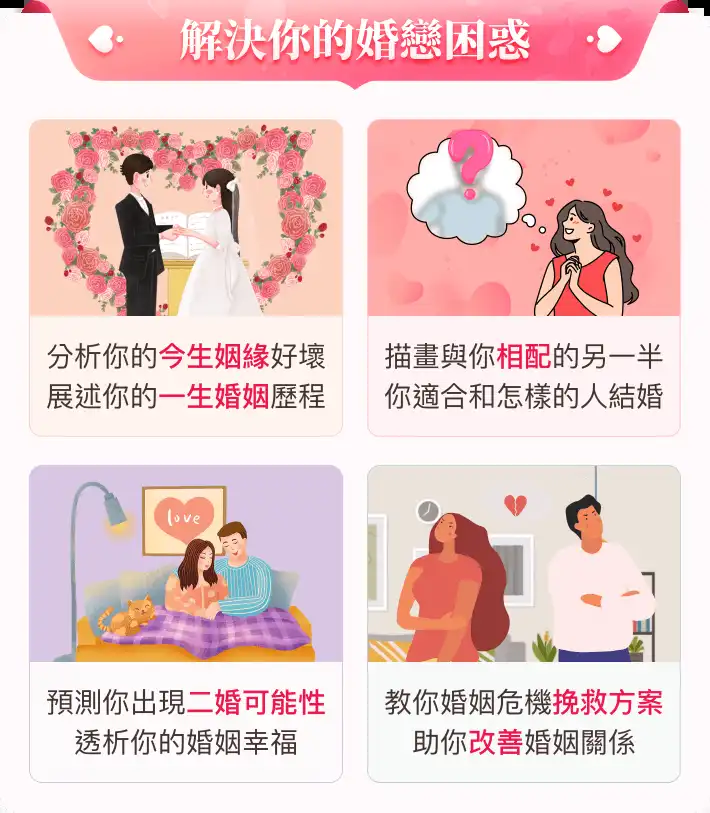 解決你的婚戀困惑
分析你的今生姻緣好壞
展述你的一生婚姻歷程
描畫與你相配的另一半
你適合和怎樣的人結婚
love
預測你出現二婚可能性
透析你的婚姻幸福
教你婚姻危機挽救方案
助你改善婚姻關係